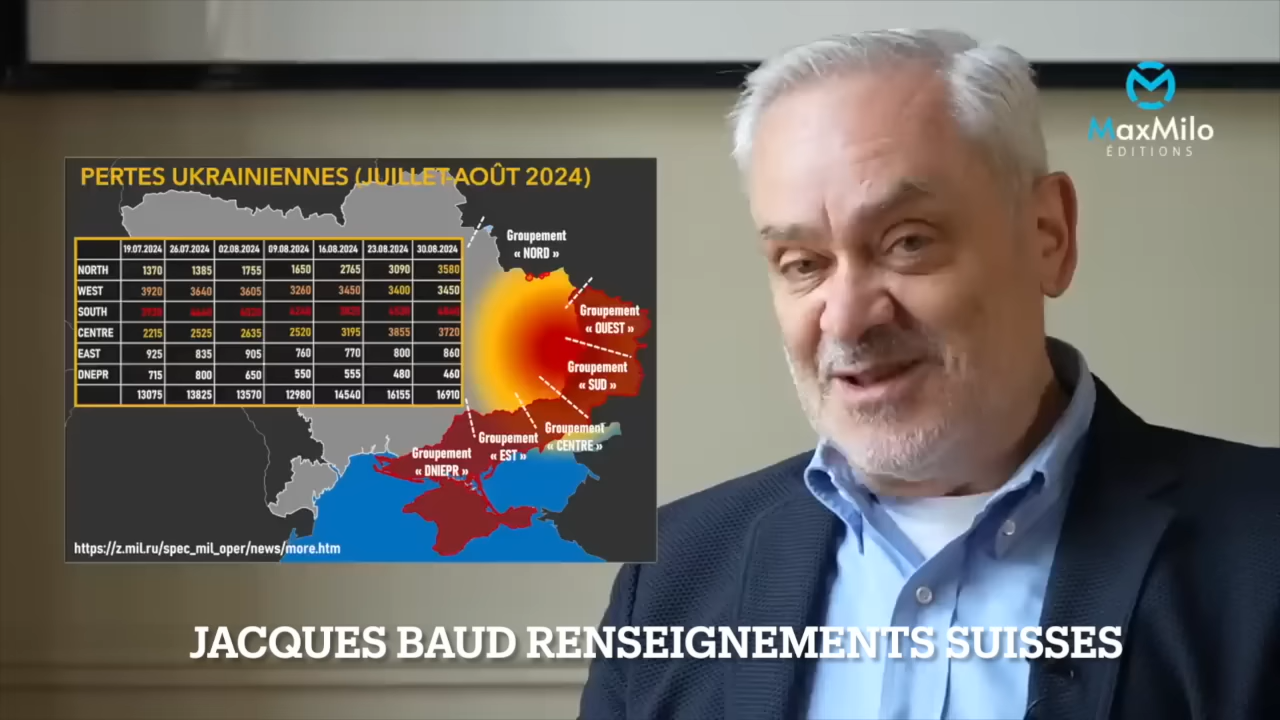 MaxMilo
ÉDITIONS
PERTES UKRAINIENNES (JUILLET-AOÛT 2024)
19.07.2024 26.07.2024 02.08.2024 09.08.2024 16.08.2024 23.08.2024 30.08.2024
NORTH 1370 1385 1755 1650 2765 3090 3580
WEST 3920 3640 3605 3260 3450 3400 3450
SOUTH
CENTRE 2215 2525 2635 2520 3195 3855 3720
EAST 925 835 905 760 770 800 860
DNEPR 715 800 650 550 555 480 460
13075 13825 13570 12980 14540 16155 16910
Groupement
« NORD »
Groupement
« OUEST »
Groupement
« SUD »
Groupement
« CENTRE »
Groupement
« EST »
Groupement
« DNIEPR »
https://z.mil.ru/spec_mil_oper/news/more.htm
JACQUES BAUD RENSEIGNEMENTS SUISSES